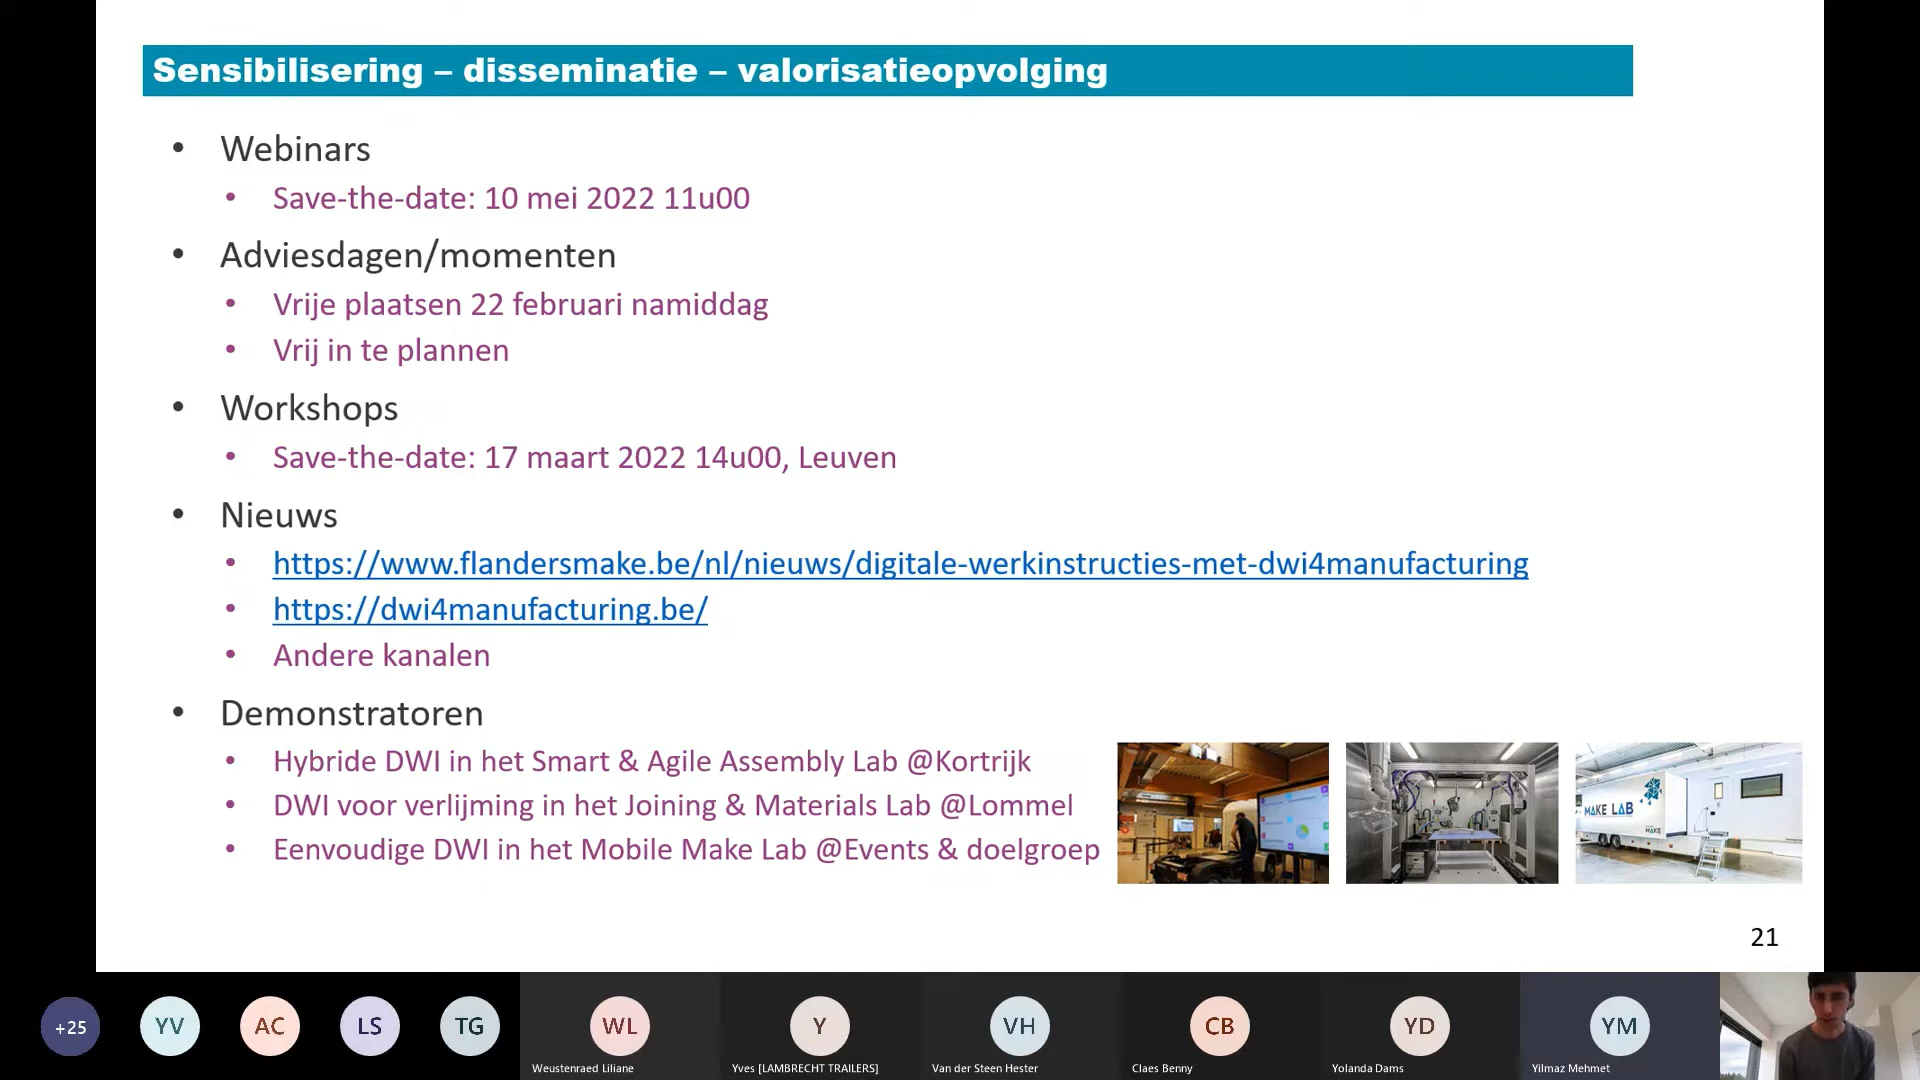 Sensibilisering – disseminatie – valorisatieopvolging
• Webinars
• Save-the-date: 10 mei 2022 11u00
• Adviesdagen/momenten
• Vrije plaatsen 22 februari namiddag
• Vrij in te plannen
• Workshops
• Save-the-date: 17 maart 2022 14u00, Leuven
• Nieuws
• https://www.flandersmake.be/nl/nieuws/digitale-werkinstructies-met-dwi4manufacturing
• https://dwi4manufacturing.be/
• Andere kanalen
• Demonstratoren
• Hybride DWI in het Smart & Agile Assembly Lab @Kortrijk
• DWI voor verlijming in het Joining & Materials Lab @Lommel
• Eenvoudige DWI in het Mobile Make Lab @Events & doelgroep
MAKE LAB
MAKE
21
+25
YV
AC
LS
TG
WL
Y
VH
CB
YD
YM
Weustenraed Liliane
Yves [LAMBRECHT TRAILERS]
Van der Steen Hester
Claes Benny
Yolanda Dams
Yilmaz Mehmet